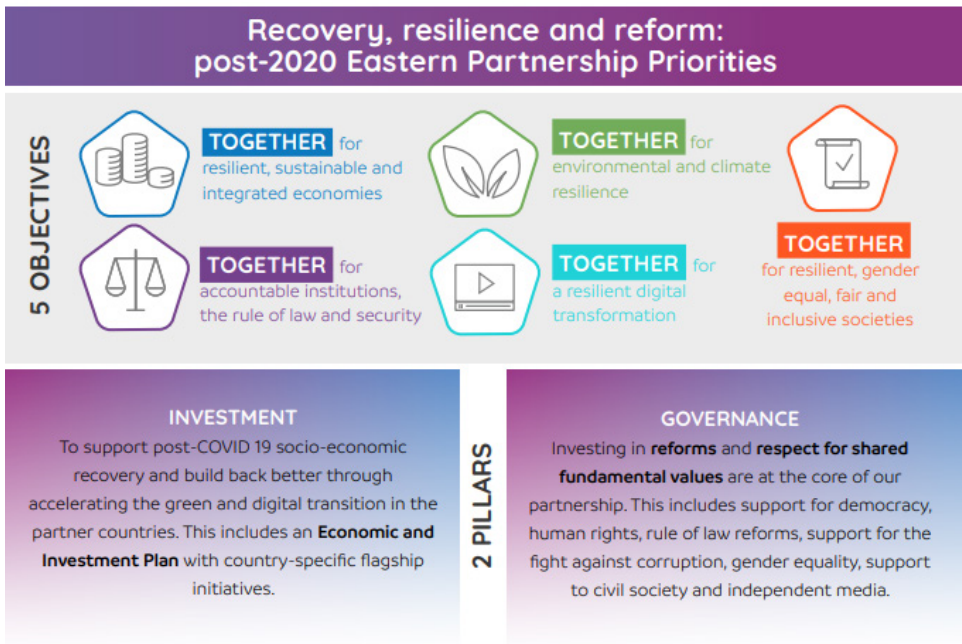 Recovery, resilience and reform:
post-2020 Eastern Partnership Priorities
5 OBJECTIVES
TOGETHER for
resilient, sustainable and
integrated economies
TOGETHER for
environmental and climate
resilience
TOGETHER for
accountable institutions,
the rule of law and security
TOGETHER for
a resilient digital
transformation
TOGETHER
for resilient, gender
equal, fair and
inclusive societies
INVESTMENT
To support post-COVID 19 socio-economic
recovery and build back better through
accelerating the green and digital transition in the
partner countries. This includes an Economic and
Investment Plan with country-specific flagship
initiatives.
2 PILLARS
GOVERNANCE
Investing in reforms and respect for shared
fundamental values are at the core of our
partnership. This includes support for democracy,
human rights, rule of law reforms, support for the
fight against corruption, gender equality, support
to civil society and independent media.